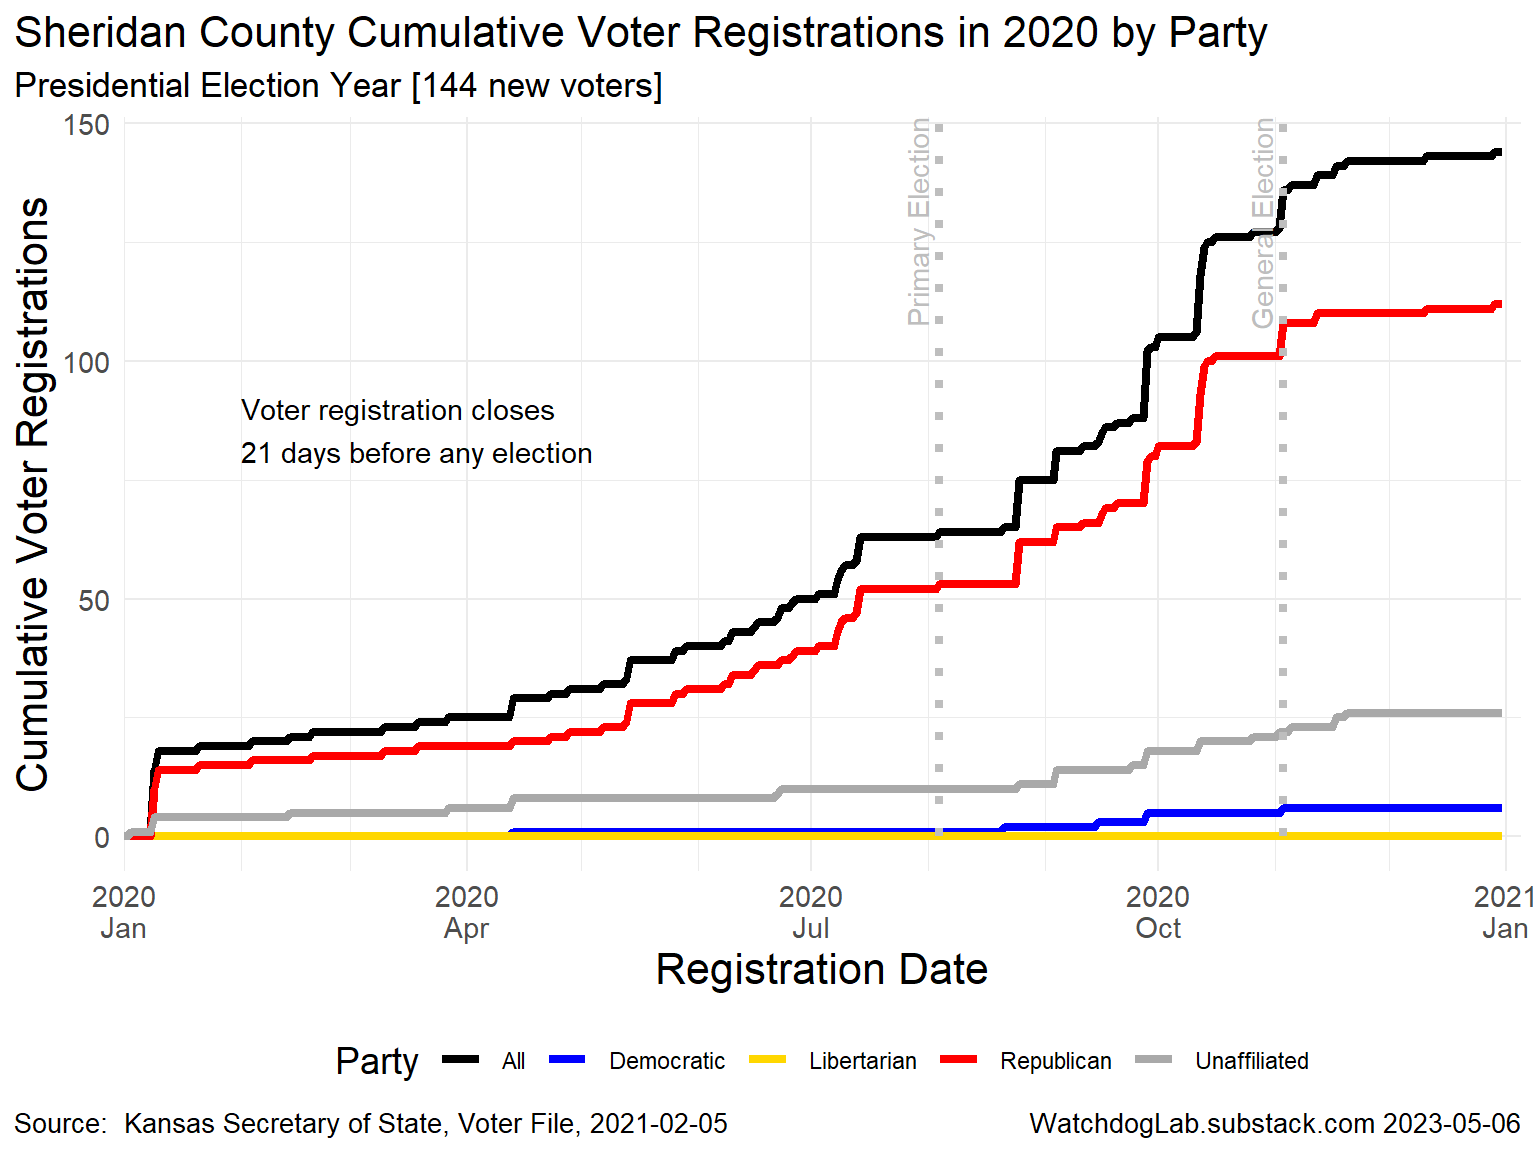 Sheridan County Cumulative Voter Registrations in 2020 by Party
Presidential Election Year [144 new voters]
Cumulative Voter Registrations
150
100
50
0
Primary Election
General Election
Voter registration closes
21 days before any election
2020 2020 2020 2020 2021
Jan Apr Jul Oct Jan
Registration Date
Party All Democratic Libertarian Republican Unaffiliated
Source:  Kansas Secretary of State, Voter File, 2021-02-05
WatchdogLab.substack.com 2023-05-06